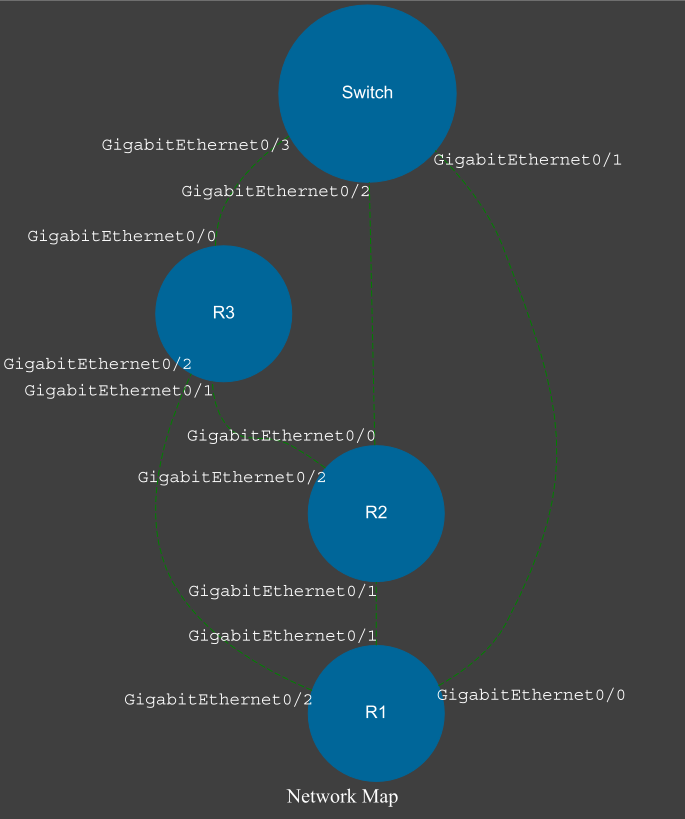 Switch
GigabitEthernet0/3
GigabitEthernet0/1
GigabitEthernet0/2
GigabitEthernet0/0
R3
GigabitEthernet0/2
GigabitEthernet0/1
GigabitEthernet0/0
GigabitEthernet0/2
R2
GigabitEthernet0/1
GigabitEthernet0/1
GigabitEthernet0/2
GigabitEthernet0/0
R1
Network Map